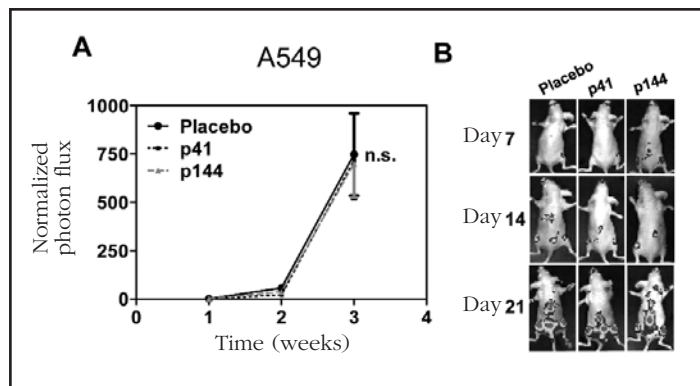 A
A549
Normalized
photon flux
1000
750
500
250
0
Placebo
p41
p144
n.s.
0 1 2 3 4
Time (weeks)
B
Placebo p41 p144
Day 7
Day 14
Day 21